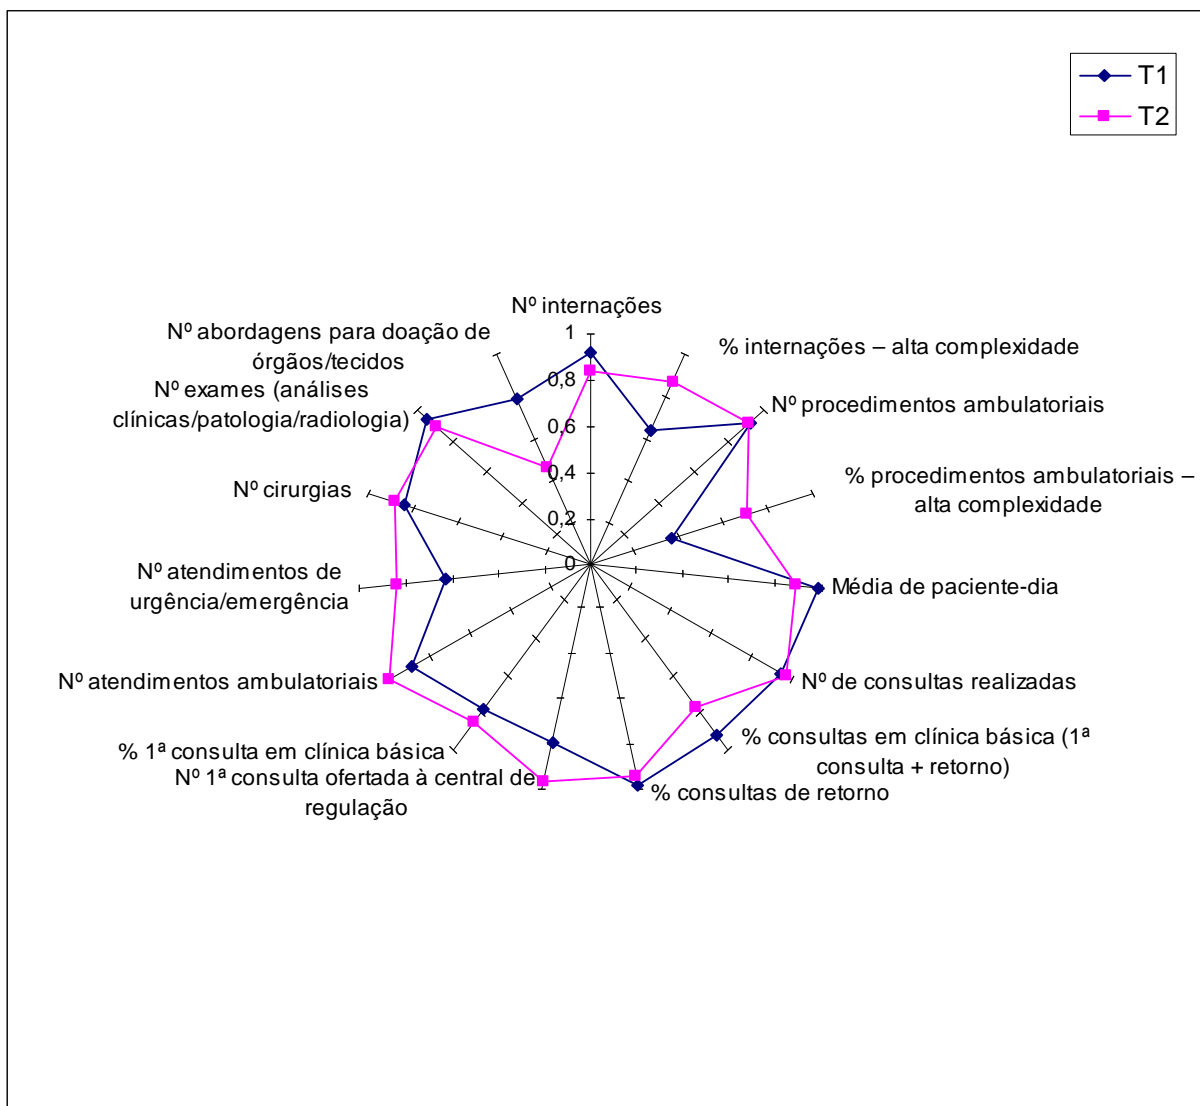 T1
T2
Nº internações
1
0,8
0,6
0,4
0,2
0
% internações – alta complexidade
Nº procedimentos ambulatoriais
% procedimentos ambulatoriais –
alta complexidade
Média de paciente-dia
Nº de consultas realizadas
% consultas em clínica básica (1ª
consulta + retorno)
% consultas de retorno
Nº 1ª consulta ofertada à central de
regulação
% 1ª consulta em clínica básica
Nº atendimentos ambulatoriais
Nº atendimentos de
urgência/emergência
Nº cirurgias
Nº exames (análises
clínicas/patologia/radiologia)
Nº abordagens para doação de
órgãos/tecidos